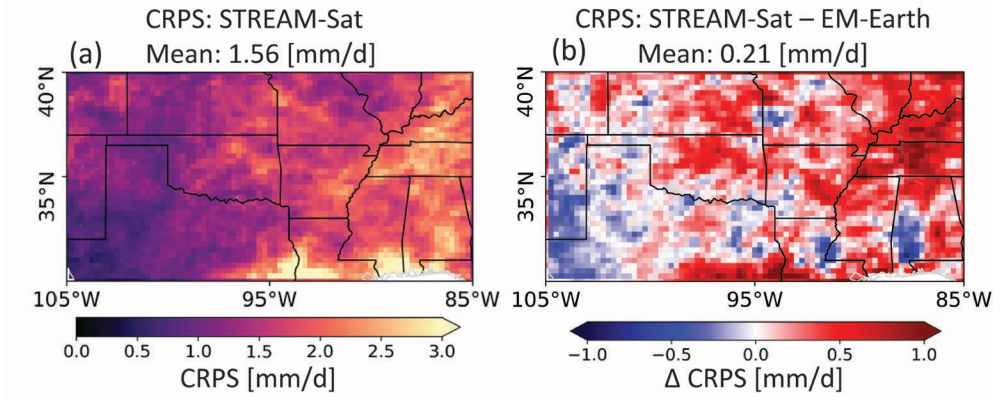 CRPS: STREAM-Sat
(a) Mean: 1.56 [mm/d]
40°N
35°N
105°W 95°W 85°W
0.0 0.5 1.0 1.5 2.0 2.5 3.0
CRPS [mm/d]
CRPS: STREAM-Sat – EM-Earth
(b) Mean: 0.21 [mm/d]
40°N
35°N
105°W 95°W 85°W
−1.0 −0.5 0.0 0.5 1.0
Δ CRPS [mm/d]